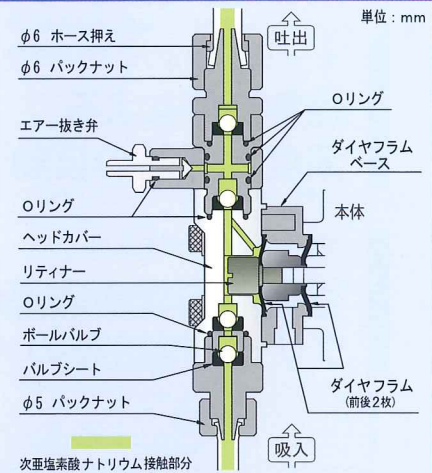 単位：mm
吐出
φ6 ホース押え
φ6 パックナット
エアー抜き弁
Oリング
ヘッドカバー
リティナー
Oリング
ボールバルブ
バルブシート
φ5 パックナット
次亜塩素酸ナトリウム接触部分
Oリング
ダイヤフラム
ベース
本体
ダイヤフラム
(前後2枚)
吸入